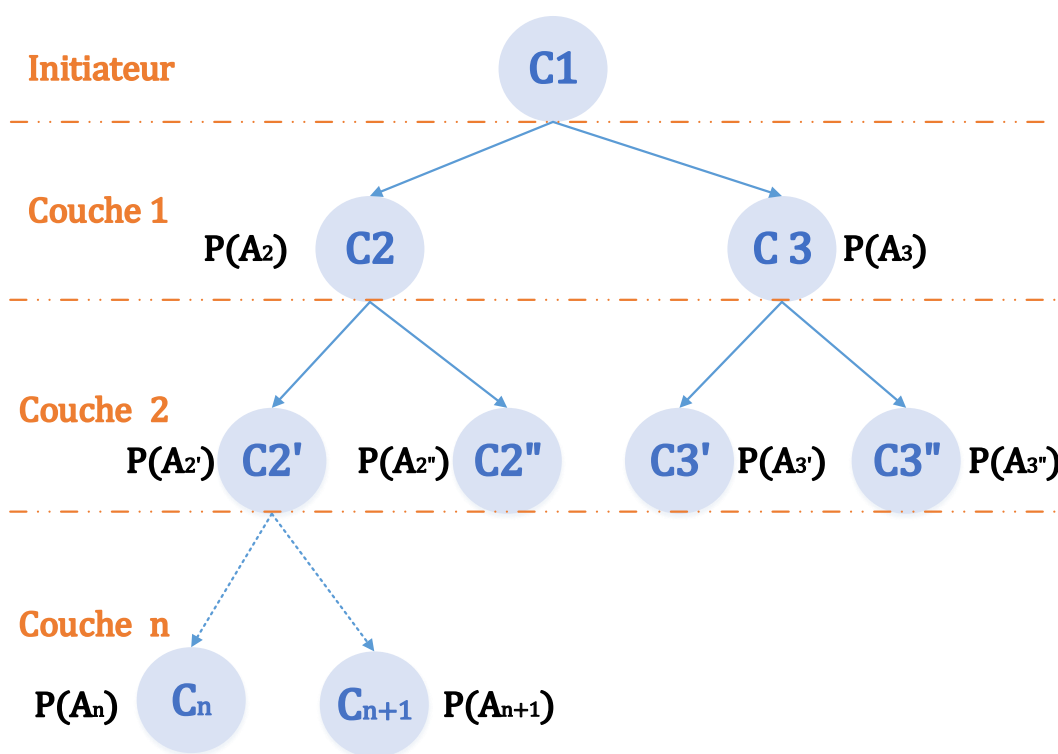 Initiateur
C1
Couche 1
P(A2)
C2
C 3
P(A3)
Couche 2
P(A2')
C2'
P(A2")
C2"
C3'
P(A3')
C3"
P(A3")
Couche n
P(An)
Cn
Cn+1
P(An+1)